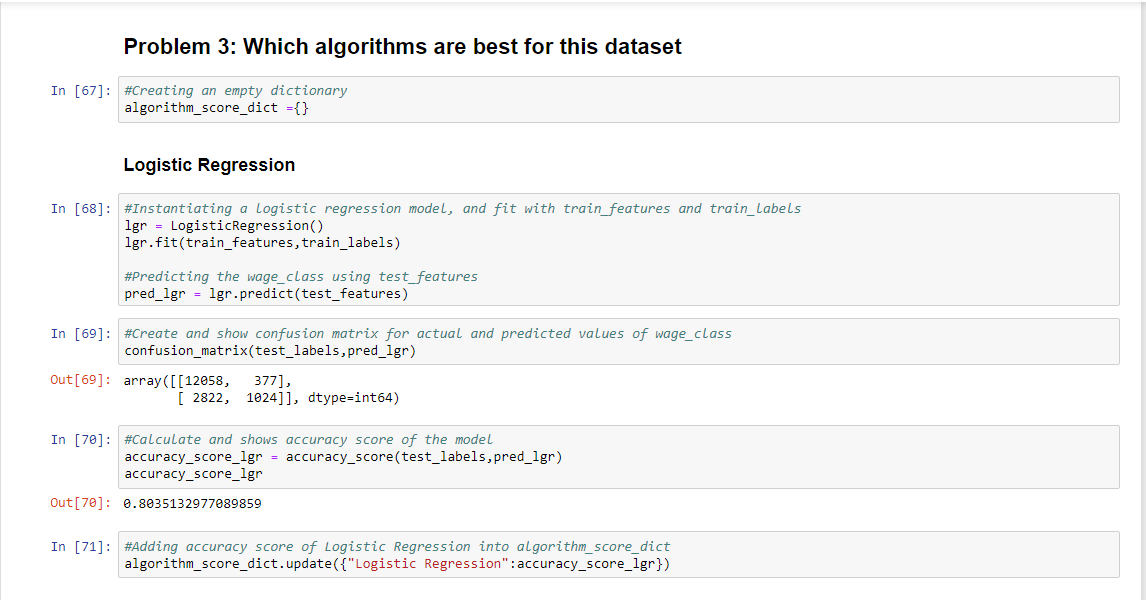 Problem 3: Which algorithms are best for this dataset
In [67]: #Creating an empty dictionary
algorithm_score_dict ={}
Logistic Regression
In [68]: #Instantiating a logistic regression model, and fit with train_features and train_labels
lgr = LogisticRegression()
lgr.fit(train_features,train_labels)
#Predicting the wage_class using test_features
pred_lgr = lgr.predict(test_features)
In [69]: #Create and show confusion matrix for actual and predicted values of wage_class
confusion_matrix(test_labels,pred_lgr)
Out[69]: array([[12058,   377],
       [ 2822,  1024]], dtype=int64)
In [70]: #Calculate and shows accuracy score of the model
accuracy_score_lgr = accuracy_score(test_labels,pred_lgr)
accuracy_score_lgr
Out[70]: 0.8035132977089859
In [71]: #Adding accuracy score of Logistic Regression into algorithm_score_dict
algorithm_score_dict.update({"Logistic Regression":accuracy_score_lgr})